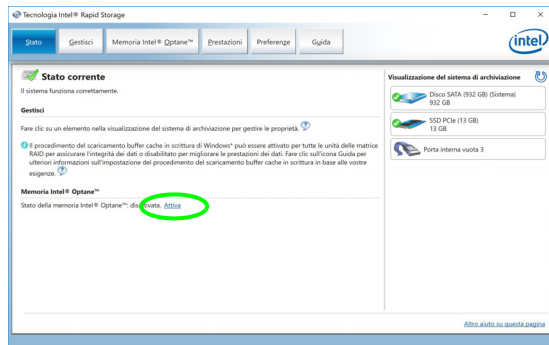 Tecnologia Intel® Rapid Storage
Stato
Gestisci
Memoria Intel® Optane™
Prestazioni
Preferenze
Guida
intel
Stato corrente
Il sistema funziona correttamente.
Gestisci
Fare clic su un elemento nella visualizzazione del sistema di archiviazione per gestire le proprietà.
Il procedimento del scaricamento buffer cache in scrittura di Windows* può essere attivato per tutte le unità delle matrice
RAID per assicurare l'integrità dei dati o disabilitato per migliorare le prestazioni dei dati. Fare clic sull'icona Guida per
ulteriori informazioni sull'impostazione del procedimento del scaricamento buffer cache in scrittura in base alle vostre
esigenze.
Memoria Intel® Optane™
Stato della memoria Intel® Optane™: disattivata. Attiva
Visualizzazione del sistema di archiviazione
Disco SATA (932 GB) (Sistema)
932 GB
SSD PCIe (13 GB)
13 GB
Porta interna vuota 3
Altro aiuto su questa pagina